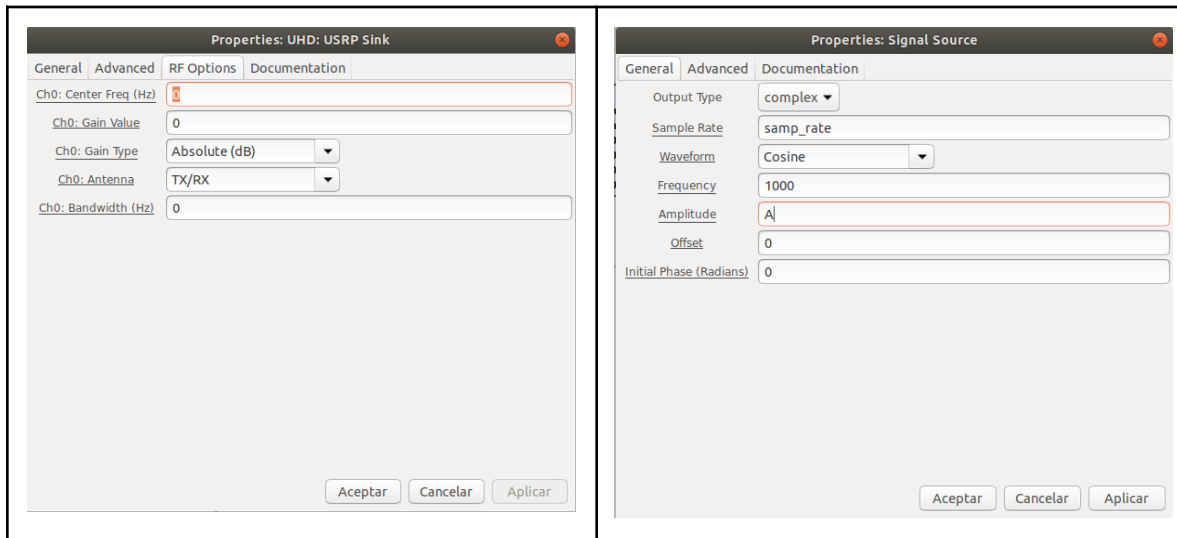 Properties: UHD: USRP Sink
General Advanced RF Options Documentation
Ch0: Center Freq (Hz) 0
Ch0: Gain Value 0
Ch0: Gain Type Absolute (dB)
Ch0: Antenna TX/RX
Ch0: Bandwidth (Hz) 0
Aceptar Cancelar Aplicar
Properties: Signal Source
General Advanced Documentation
Output Type complex
Sample Rate samp_rate
Waveform Cosine
Frequency 1000
Amplitude A
Offset 0
Initial Phase (Radians) 0
Aceptar Cancelar Aplicar